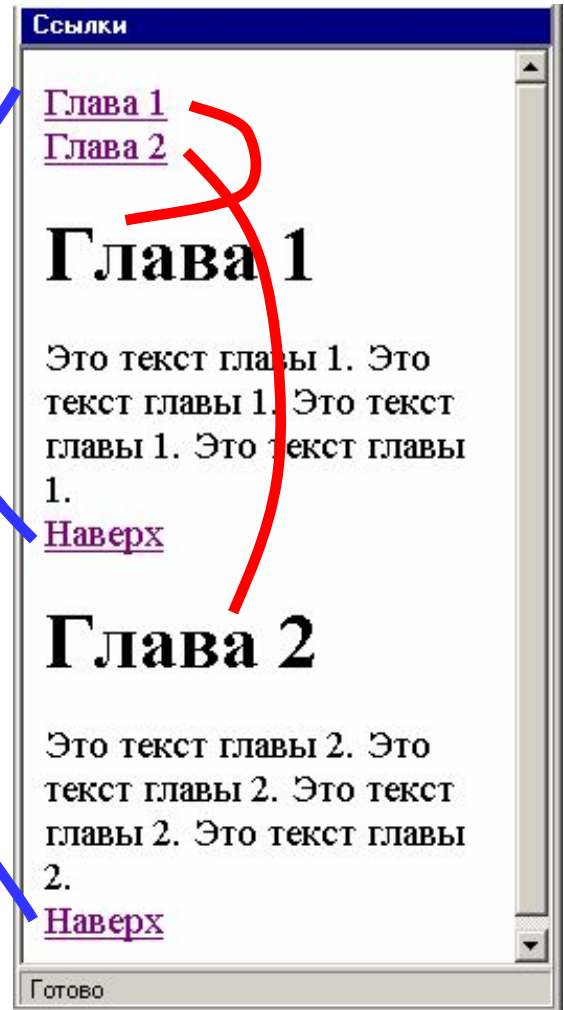 Ссылки
Глава 1
Глава 2
Глава 1
Это текст главы 1. Это
текст главы 1. Это текст
главы 1. Это текст главы
1.
Наверх
Глава 2
Это текст главы 2. Это
текст главы 2. Это текст
главы 2. Это текст главы
2.
Наверх
Готово